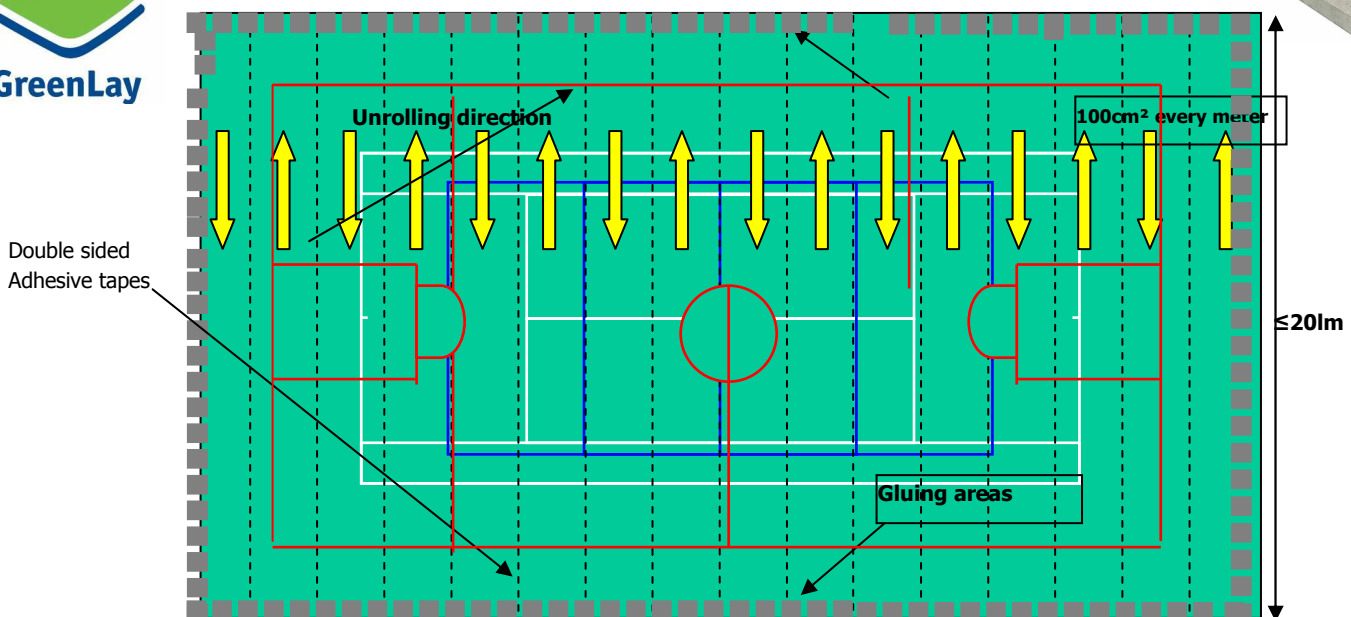 GreenLay
Unrolling direction
100cm² every meter
Double sided
Adhesive tapes
≤20lm
Gluing areas